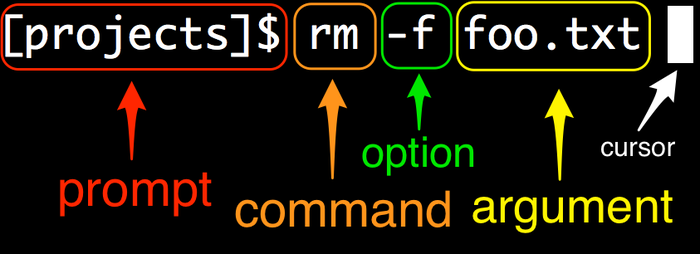 [projects]$ rm -f foo.txt
option
cursor
prompt
command
argument